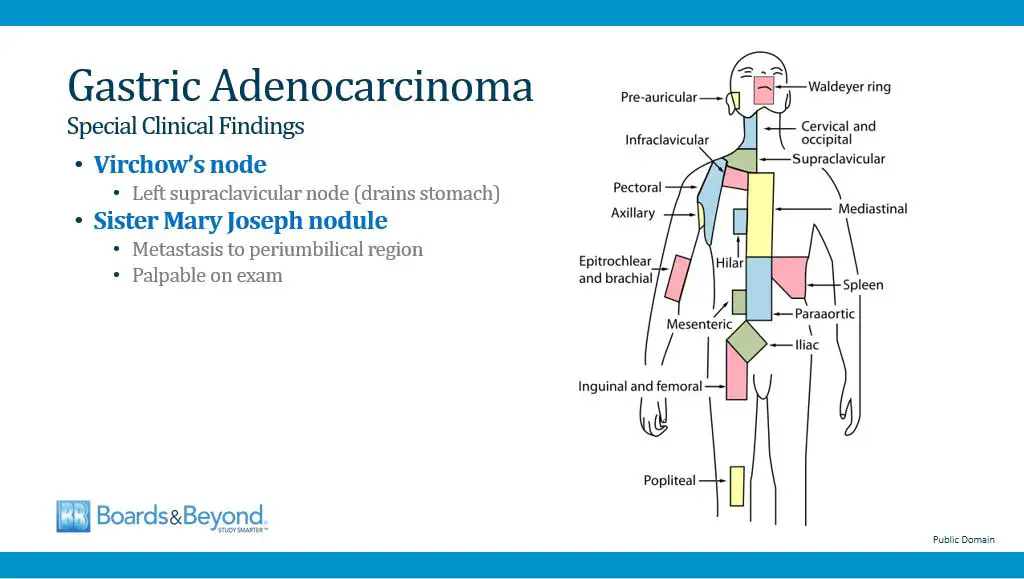 Gastric Adenocarcinoma
Special Clinical Findings
• Virchow's node
• Left supraclavicular node (drains stomach)
• Sister Mary Joseph nodule
• Metastasis to periumbilical region
• Palpable on exam
Waldeyer ring
Pre-auricular
Cervical and
occipital
Infraclavicular
Supraclavicular
Pectoral
Axillary
Mediastinal
Epitrochlear
and brachial
Hilar
Spleen
Paraaortic
Mesenteric
Iliac
Inguinal and femoral
Popliteal
BB Boards&Beyond.
STUDY SMARTER™
Public Domain